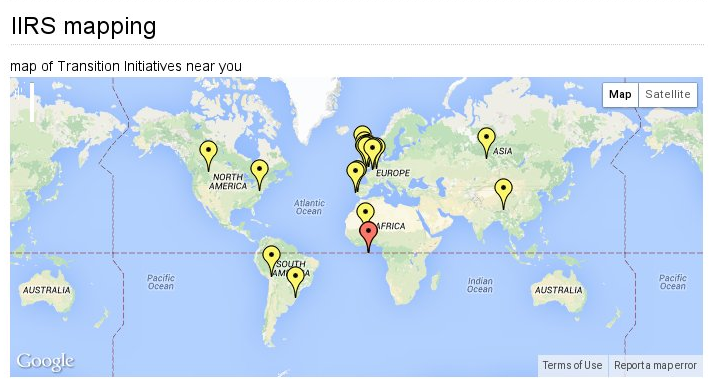 IIRS mapping
map of Transition Initiatives near you
Map Satellite
NORTH
AMERICA
EUROPE
ASIA
Atlantic
Ocean
AFRICA
SOUTH
AMERICA
Pacific
Ocean
Indian
Ocean
Pacific
Ocean
AUSTRALIA
AUSTRALIA
Google
Terms of Use Report a map error